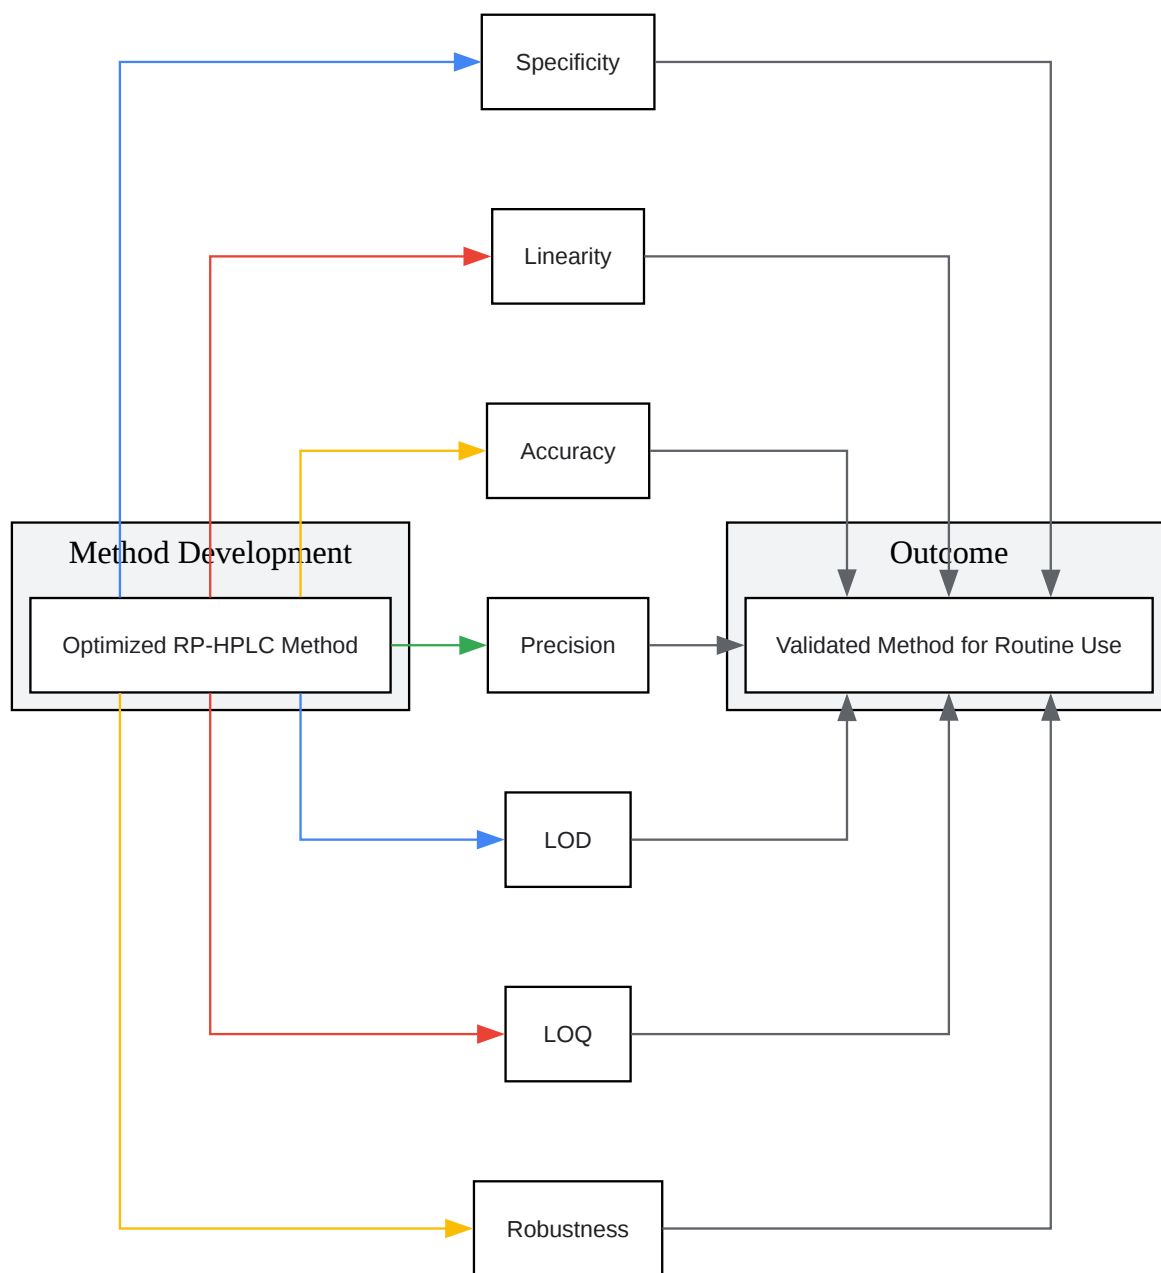 Specificity
Linearity
Accuracy
Method Development
Outcome
Optimized RP-HPLC Method
Precision
Validated Method for Routine Use
LOD
LOQ
Robustness